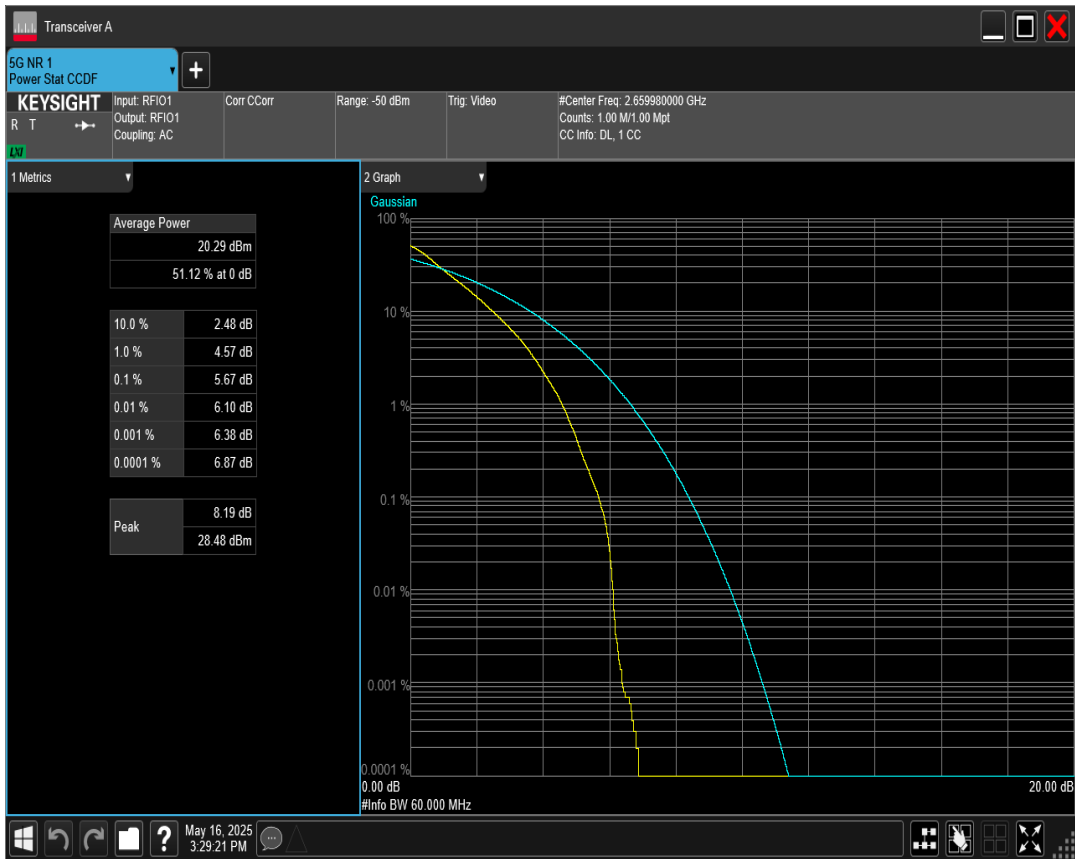 Transceiver A
5G NR 1
Power Stat CCDF
+
KEYSIGHT
R T
LXI
Input: RFIO1
Output: RFIO1
Coupling: AC
Corr CCorr
Range: -50 dBm
Trig: Video
#Center Freq: 2.659980000 GHz
Counts: 1.00 M/1.00 Mpt
CC Info: DL, 1 CC
1 Metrics
Average Power
20.29 dBm
51.12 % at 0 dB
10.0 % 2.48 dB
1.0 % 4.57 dB
0.1 % 5.67 dB
0.01 % 6.10 dB
0.001 % 6.38 dB
0.0001 % 6.87 dB
Peak
8.19 dB
28.48 dBm
2 Graph
Gaussian
100 %
10 %
1 %
0.1 %
0.01 %
0.001 %
0.0001 %
0.00 dB
20.00 dB
#Info BW 60.000 MHz
?
May 16, 2025
3:29:21 PM